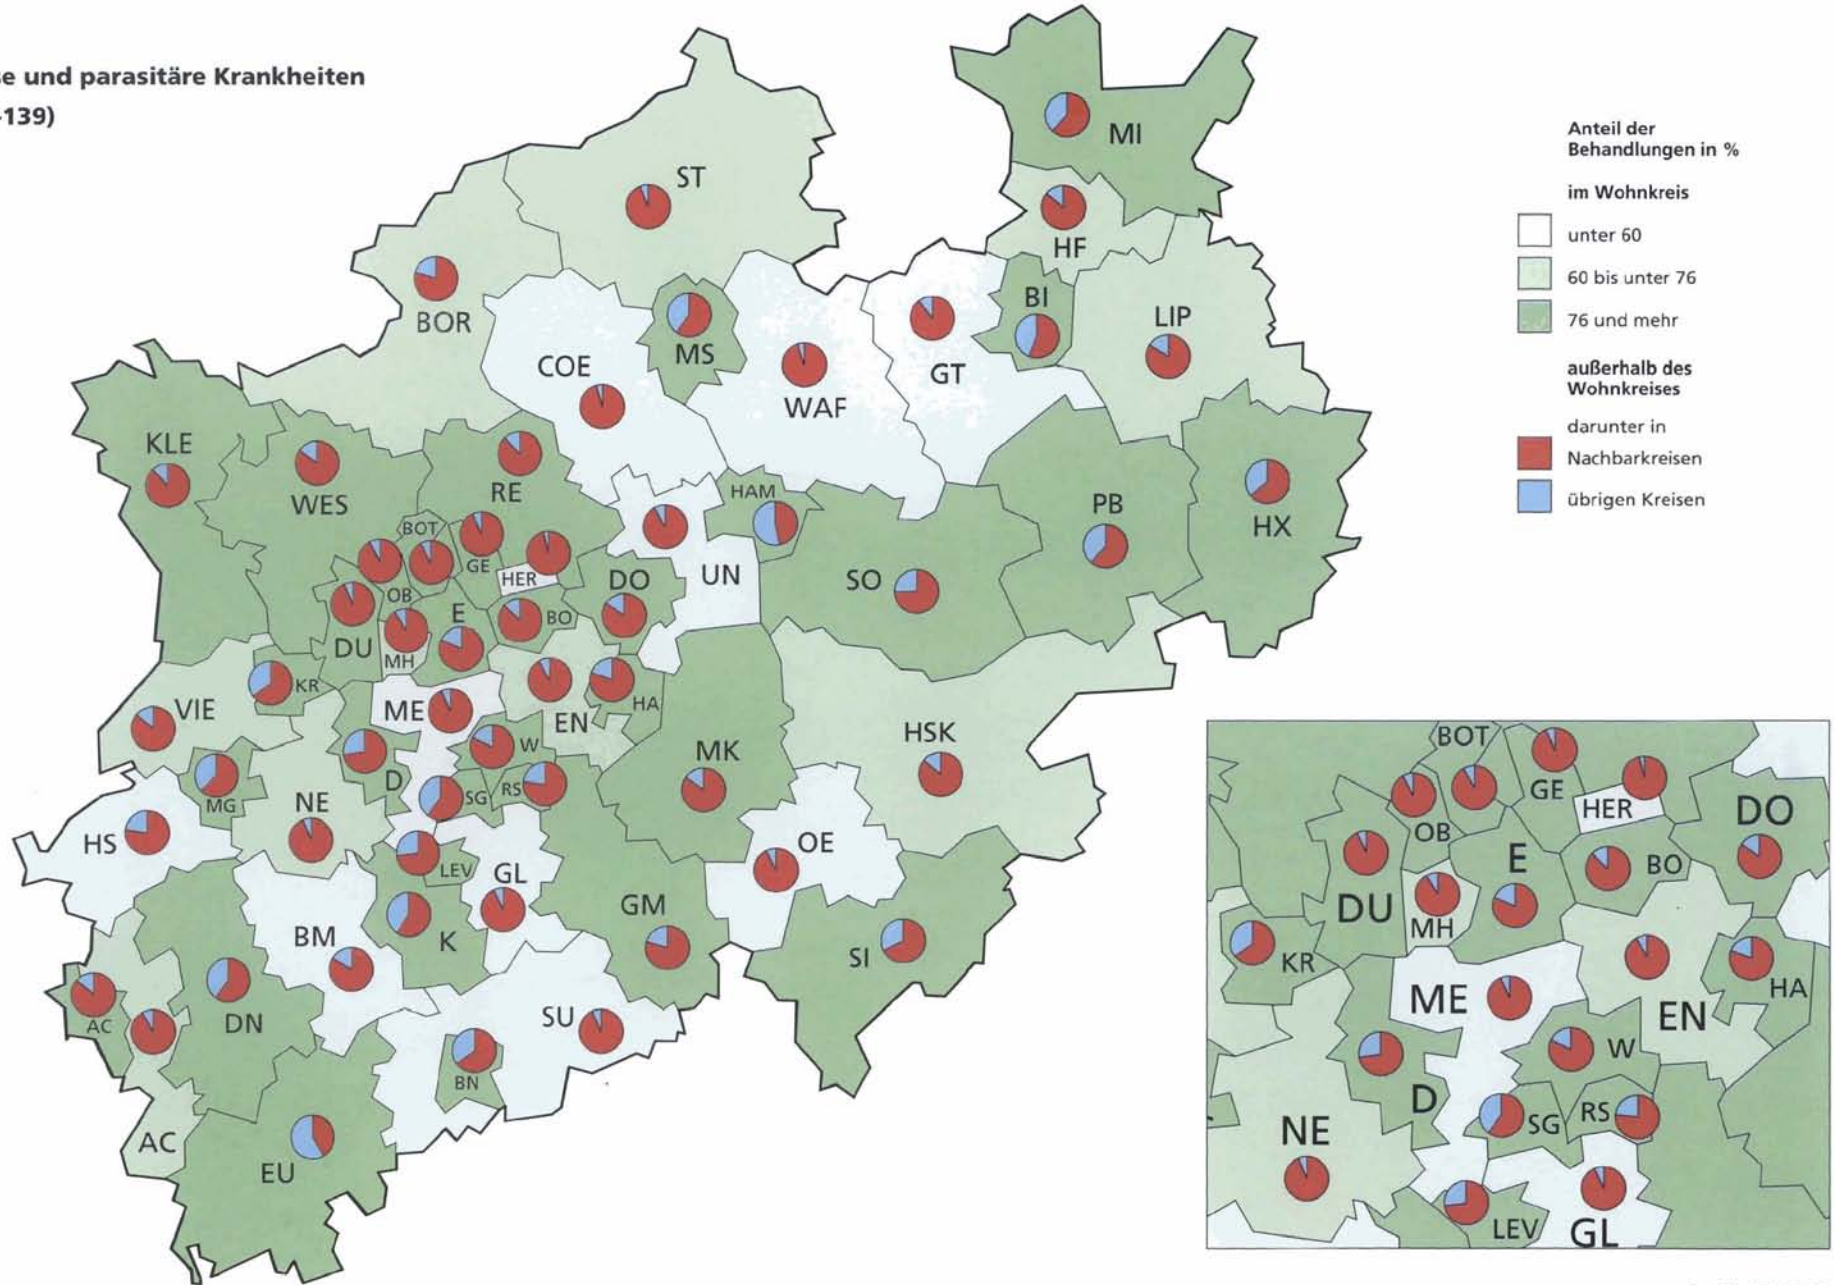 se und parasitäre Krankheiten
-139)
Anteil der
Behandlungen in %
im Wohnkreis
unter 60
60 bis unter 76
76 und mehr
außerhalb des
Wohnkreises
darunter in
Nachbarkreisen
übrigen Kreisen
MI
ST
HF
BOR
BI
LIP
MS
COE
GT
WAF
KLE
WES
RE
HAM
PB
HX
BOT
GE
HER
DO
UN
SO
OB
E
BO
DU
MH
KR
HA
VIE
ME
EN
W
MK
HSK
D
MG
NE
SG
RS
HS
LEV
GL
OE
GM
BM
K
SI
AC
DN
SU
BN
AC
EU
BOT
GE
HER
DO
OB
E
BO
DU
MH
KR
HA
ME
EN
W
D
NE
SG
RS
LEV
GL